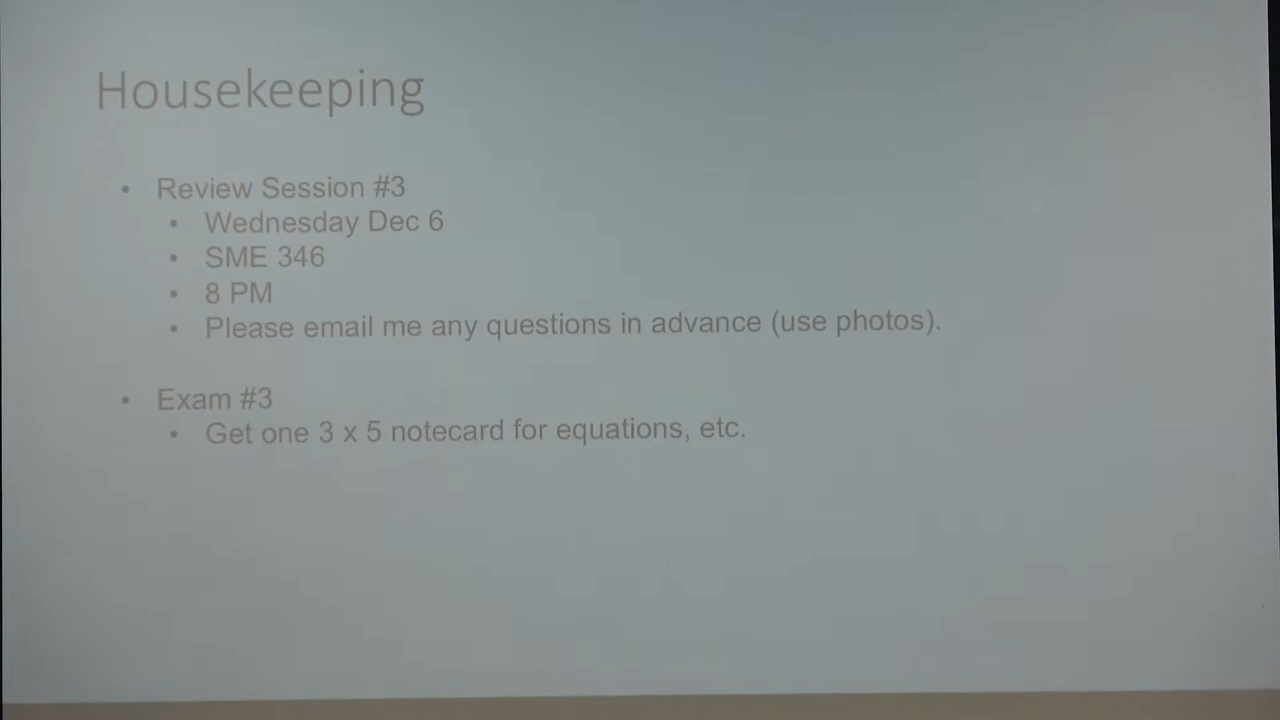 Housekeeping
• Review Session #3
• Wednesday Dec 6
• SME 346
• 8 PM
• Please email me any questions in advance (use photos).
• Exam #3
• Get one 3 x 5 notecard for equations, etc.